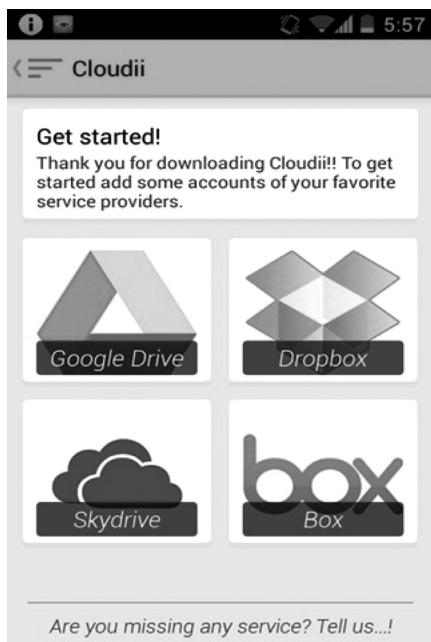 5:57
Cloudii
Get started!
Thank you for downloading Cloudii!! To get
started add some accounts of your favorite
service providers.
Google Drive
Dropbox
Skydrive
box
Box
Are you missing any service? Tell us...!